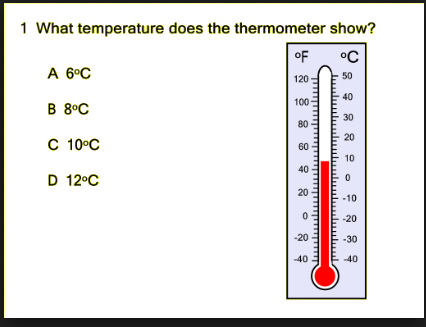 1 What temperature does the thermometer show?
A 6°C
B 8°C
C 10°C
D 12°C
°F °C
120 50
100 40
80 30
60 20
40 10
20 0
0 -10
-20 -20
-40 -30
-40